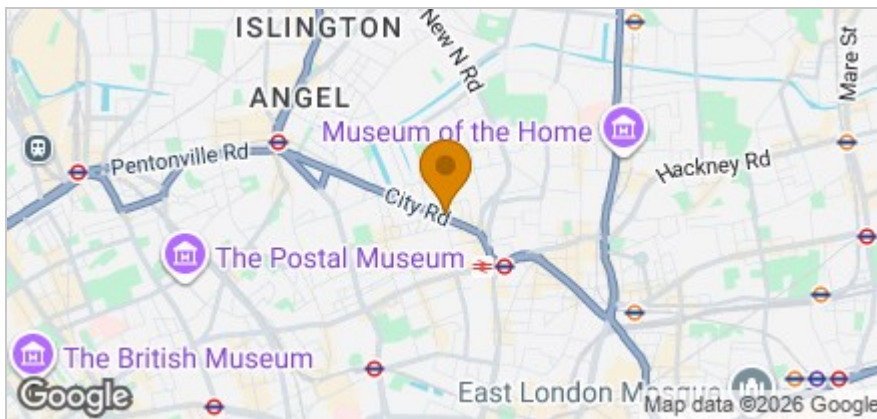 ISLINGTON
New N Rd
ANGEL
Mare St
Museum of the Home
Pentonville Rd
Hackney Rd
City Rd
The Postal Museum
The British Museum
East London Mosque
Google
Map data ©2026 Google